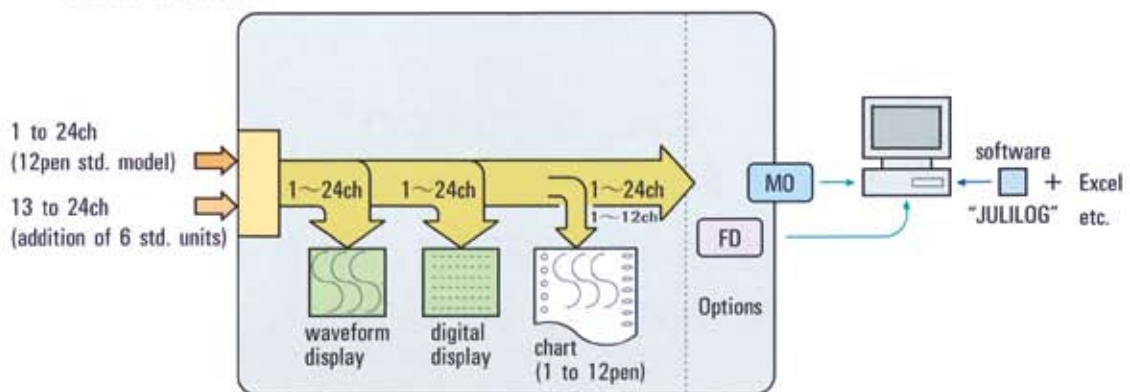 1 to 24ch
(12pen std. model)
13 to 24ch
(addition of 6 std. units)
1～24ch
1～24ch
1～24ch
1～12ch
waveform
display
digital
display
chart
(1 to 12pen)
Options
MO
FD
software
"JULILOG"
+ Excel
etc.